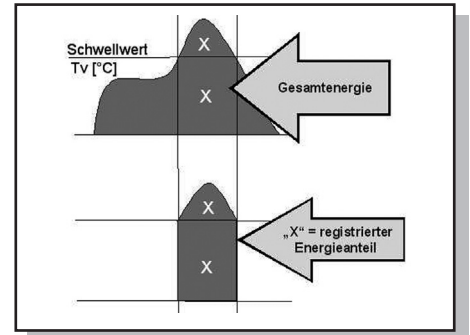 Schwellwert
Tv [°C]
X
X
Gesamtenergie
X
X
„X“ = registrierter
Energieanteil